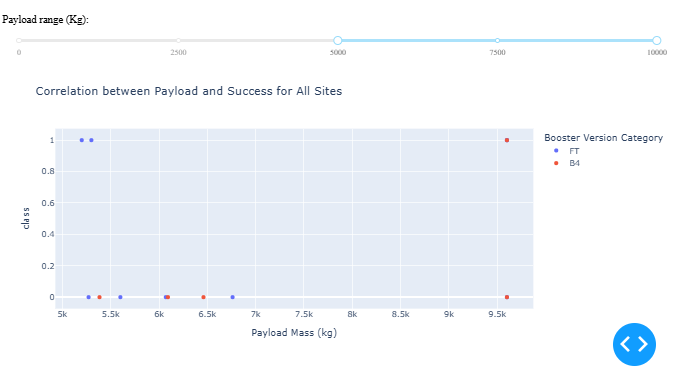 Payload range (Kg):
0 2500 5000 7500 10000
Correlation between Payload and Success for All Sites
Booster Version Category
FT
B4
1
0.8
0.6
0.4
0.2
0
class
5k 5.5k 6k 6.5k 7k 7.5k 8k 8.5k 9k 9.5k
Payload Mass (kg)